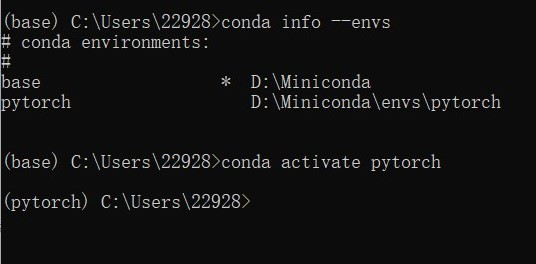 (base) C:\Users\22928>conda info --envs
# conda environments:
#
base                  *  D:\Miniconda
pytorch                  D:\Miniconda\envs\pytorch
(base) C:\Users\22928>conda activate pytorch
(pytorch) C:\Users\22928>